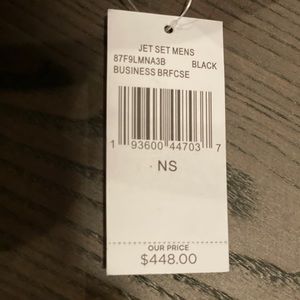 JET SET MENS
87F9LMNA3B BLACK
BUSINESS BRFCSE
1 93600 44703 7
NS
OUR PRICE
$448.00